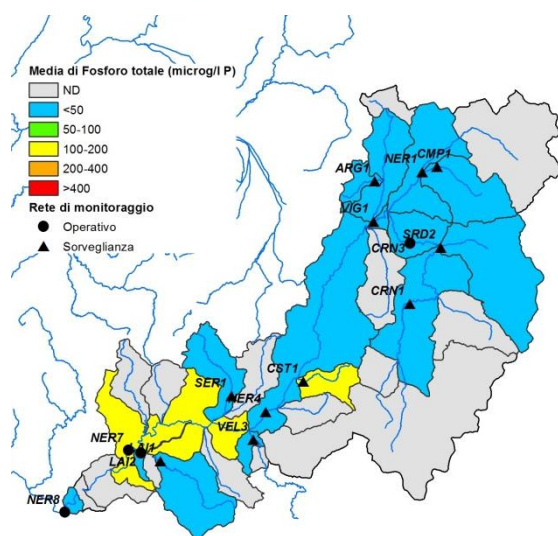 Media di Fosforo totale (microg/l P)
ND
<50
50-100
100-200
200-400
>400
Rete di monitoraggio
Operativo
Sorveglianza
NER1
CMP1
ARG1
VIG1
SRD2
CRN3
CRN1
CST1
SER1
NER4
VEL3
NER7
LAI2
NER8